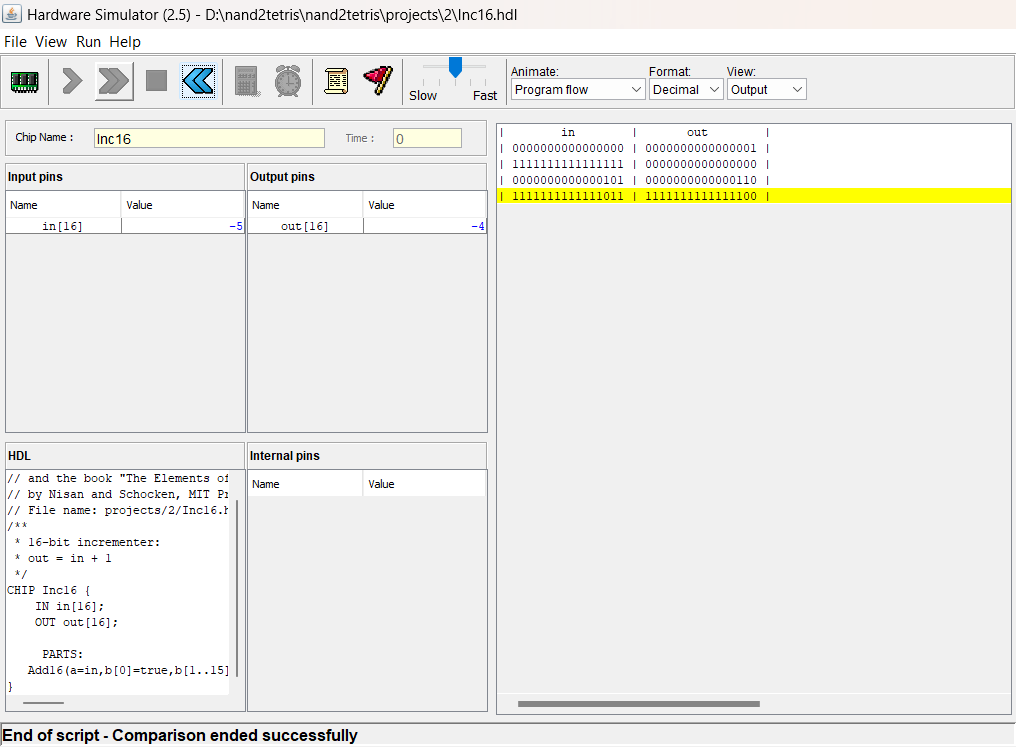 Hardware Simulator (2.5) - D:\nand2tetris\nand2tetris\projects\2\Inc16.hdl
File View Run Help
Slow Fast
Animate: Format: View:
Program flow Decimal Output
Chip Name : Inc16 Time : 0
Input pins
Name Value
in[16] -5
Output pins
Name Value
out[16] -4
HDL
// and the book "The Elements of
// by Nisan and Schocken, MIT Pr
// File name: projects/2/Inc16.h
/**
* 16-bit incrementer:
* out = in + 1
*/
CHIP Inc16 {
IN in[16];
OUT out[16];
PARTS:
Add16(a=in,b[0]=true,b[1..15]
}
Internal pins
Name Value
| in | out |
| 0000000000000000 | 0000000000000001 |
| 1111111111111111 | 0000000000000000 |
| 0000000000000101 | 0000000000000110 |
| 1111111111111011 | 1111111111111100 |
End of script - Comparison ended successfully